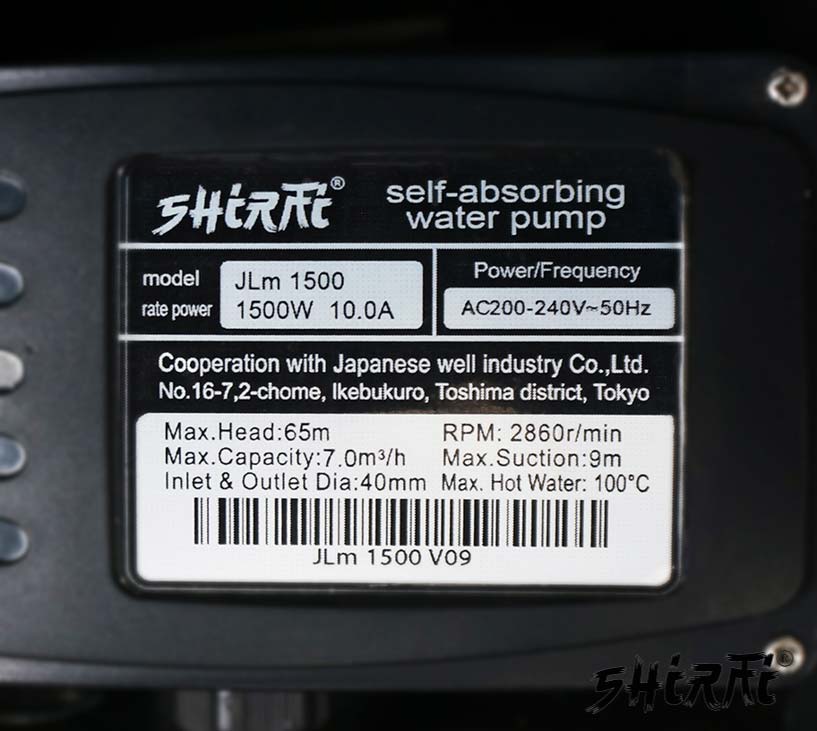 SHIRAI®
self-absorbing
water pump
model JLm 1500
rate power 1500W 10.0A
Power/Frequency
AC200-240V~50Hz
Cooperation with Japanese well industry Co.,Ltd.
No.16-7,2-chome, Ikebukuro, Toshima district, Tokyo
Max.Head:65m RPM: 2860r/min
Max.Capacity:7.0m³/h Max.Suction:9m
Inlet & Outlet Dia:40mm Max. Hot Water: 100°C
JLm 1500 V09
SHIRAI®